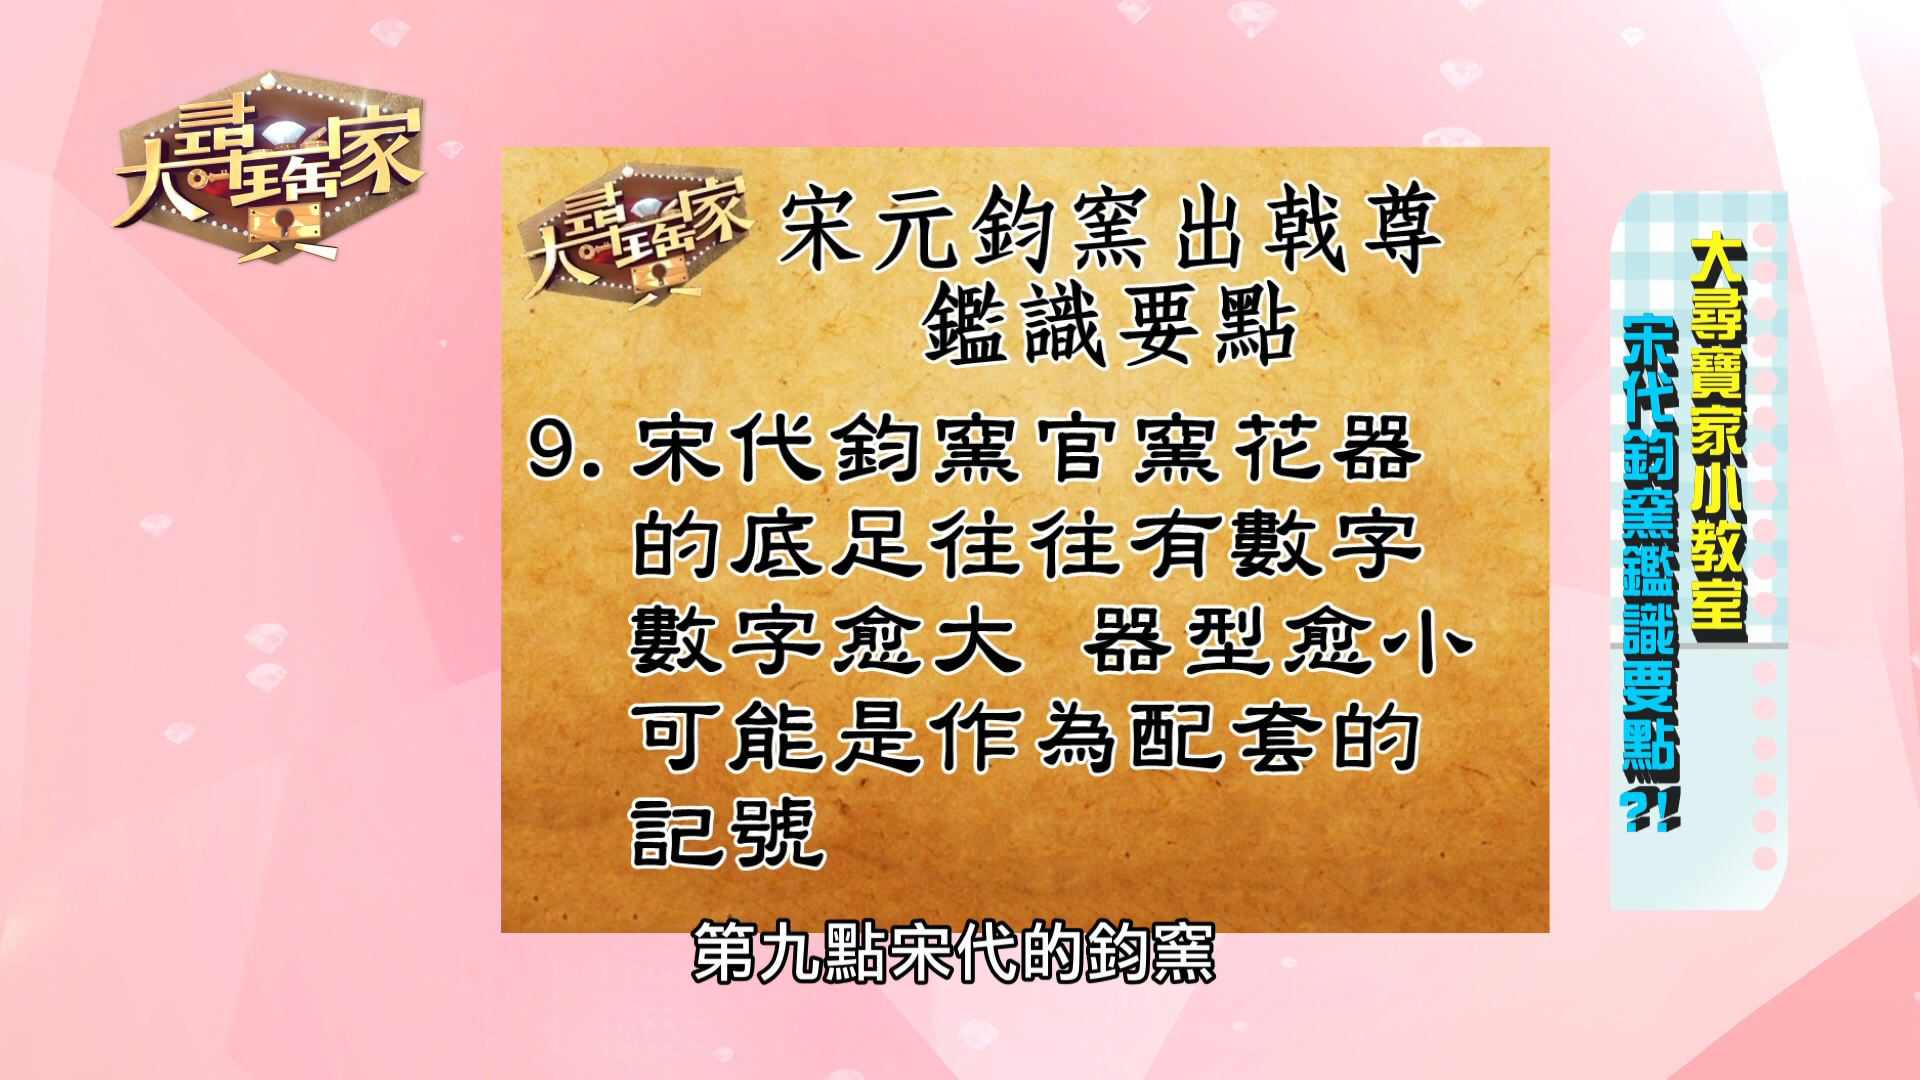 大尋寶家
大尋寶家
宋元鈞窯出戟尊
鑑識要點
9.宋代鈞窯官窯花器
的底足往往有數字
數字愈大 器型愈小
可能是作為配套的
記號
大尋寶家小教室
宋代鈞窯鑑識要點?!
第九點宋代的鈞窯